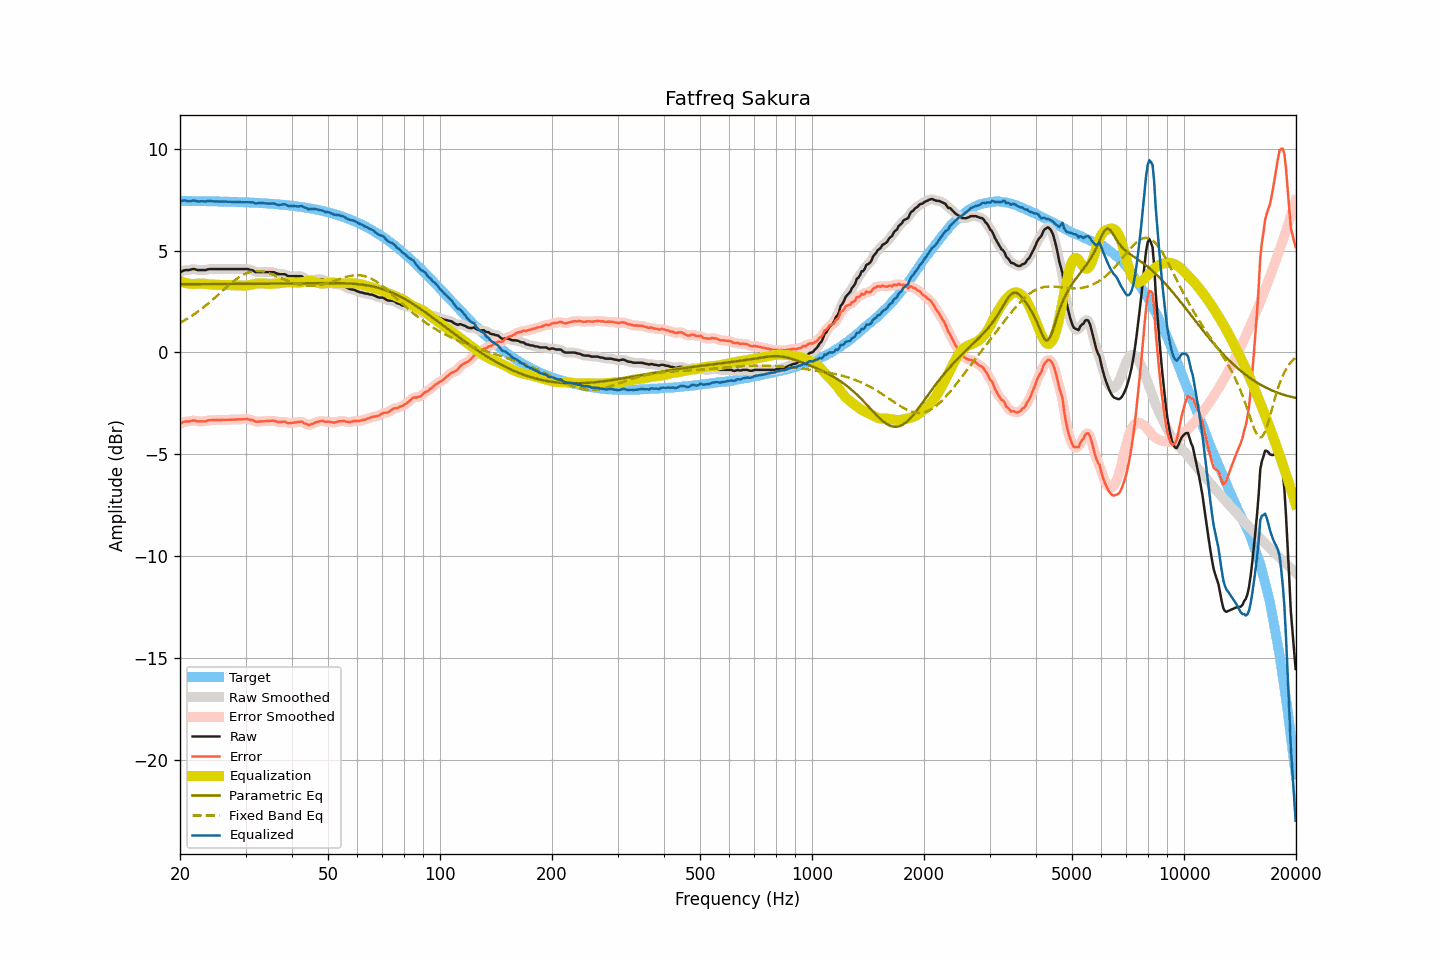 Fatfreq Sakura
10
5
0
−5
−10
−15
−20
Amplitude (dBr)
Target
Raw Smoothed
Error Smoothed
Raw
Error
Equalization
Parametric Eq
Fixed Band Eq
Equalized
20 50 100 200 500 1000 2000 5000 10000 20000
Frequency (Hz)